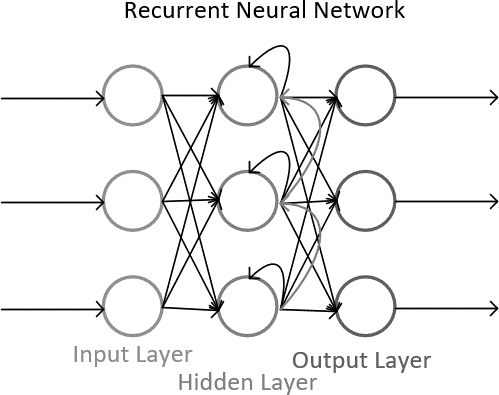 Recurrent Neural Network
Input Layer
Hidden Layer
Output Layer